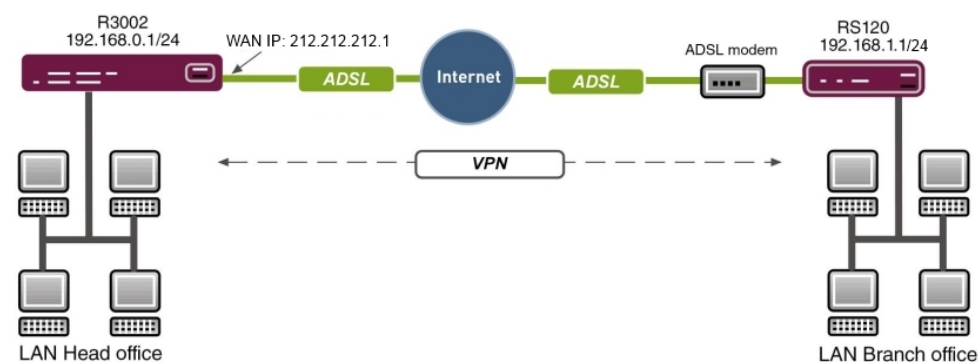 R3002
192.168.0.1/24
WAN IP: 212.212.212.1
ADSL
Internet
ADSL
ADSL modem
RS120
192.168.1.1/24
VPN
LAN Head office
LAN Branch office